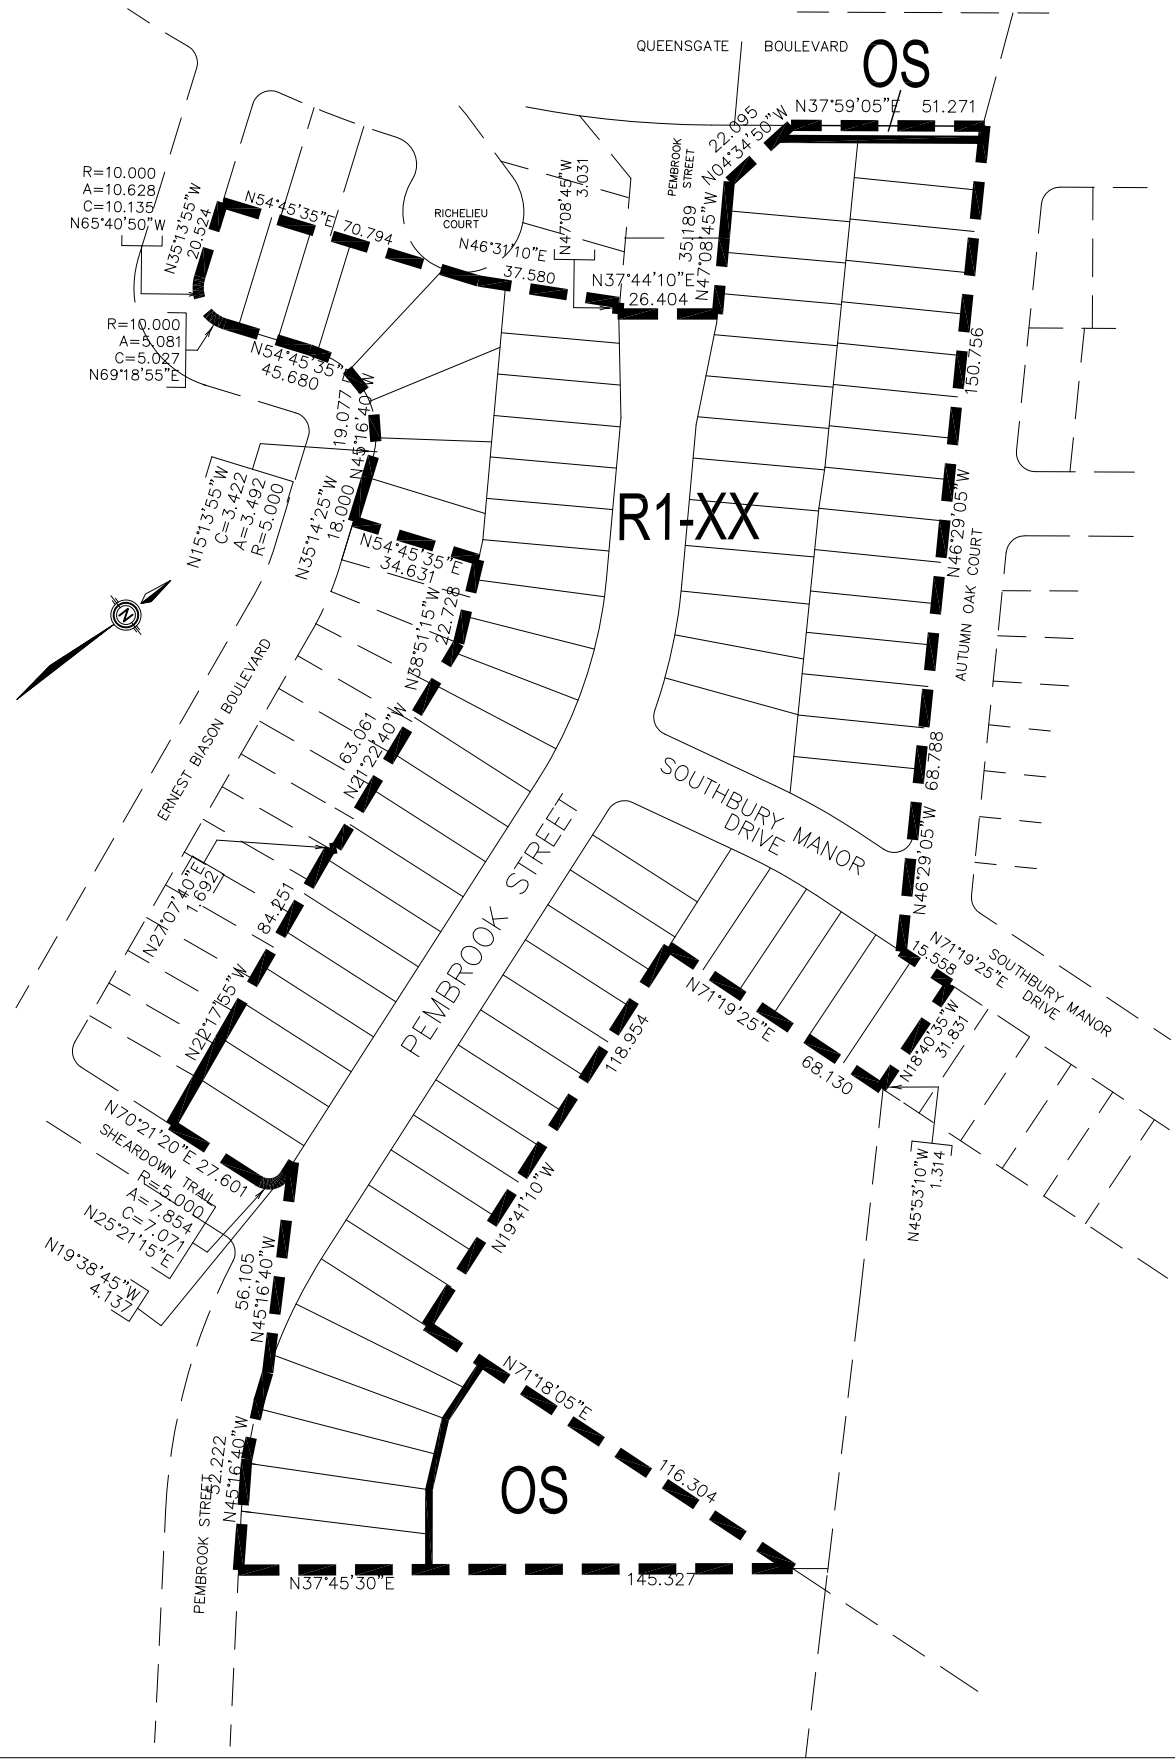 QUEENSGATE BOULEVARD
OS
N37°59'05"E 51.271
22.095
N04°34'50"W
PEMBROOK
STREET
35.189
N47°08'45"W
N47°08'45"W
3.031
R=10.000
A=10.628
C=10.135
N65°40'50"W
N35°13'55"W
20.524
N54°45'35"E 70.794
RICHELIEU
COURT
N46°31'10"E
37.580
N37°44'10"E
26.404
R=10.000
A=5.081
C=5.027
N69°18'55"E
N54°45'35"E
45.680
19.077
N45°16'40"W
150.756
N15°13'55"W
C=3.422
A=3.492
R=5.000
N35°14'25"W
18.000
R1-XX
N46°29'05"W
AUTUMN OAK COURT
N54°45'35"E
34.631
N38°51'15"W
22.728
N
ERNEST BIASON BOULEVARD
63.061
N21°22'40"W
68.788
N46°29'05"W
SOUTHBURY MANOR
DRIVE
PEMBROOK STREET
N27°07'40"E
1.692
84.251
N22°17'55"W
N71°19'25"E
15.558
SOUTHBURY MANOR
DRIVE
N71°19'25"E
68.130
N18°40'35"W
31.831
118.954
N19°41'10"W
N45°53'10"W
1.314
N70°21'20"E 27.601
SHEARDOWN TRAIL
R=5.000
A=7.854
C=7.071
N25°21'15"E
N19°38'45"W
4.137
56.105
N45°16'40"W
N71°18'05"E
116.304
OS
52.222
N45°16'40"W
PEMBROOK STREET
N37°45'30"E
145.327